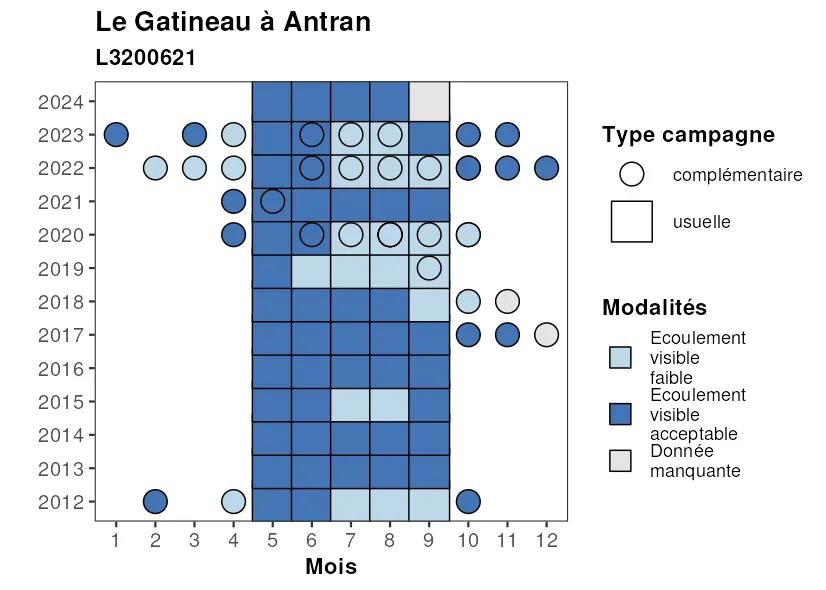 Le Gatineau à Antran
L3200621
2024
2023
2022
2021
2020
2019
2018
2017
2016
2015
2014
2013
2012
1 2 3 4 5 6 7 8 9 10 11 12
Mois
Type campagne
complémentaire
usuelle
Modalités
Ecoulement
visible
faible
Ecoulement
visible
acceptable
Donnée
manquante